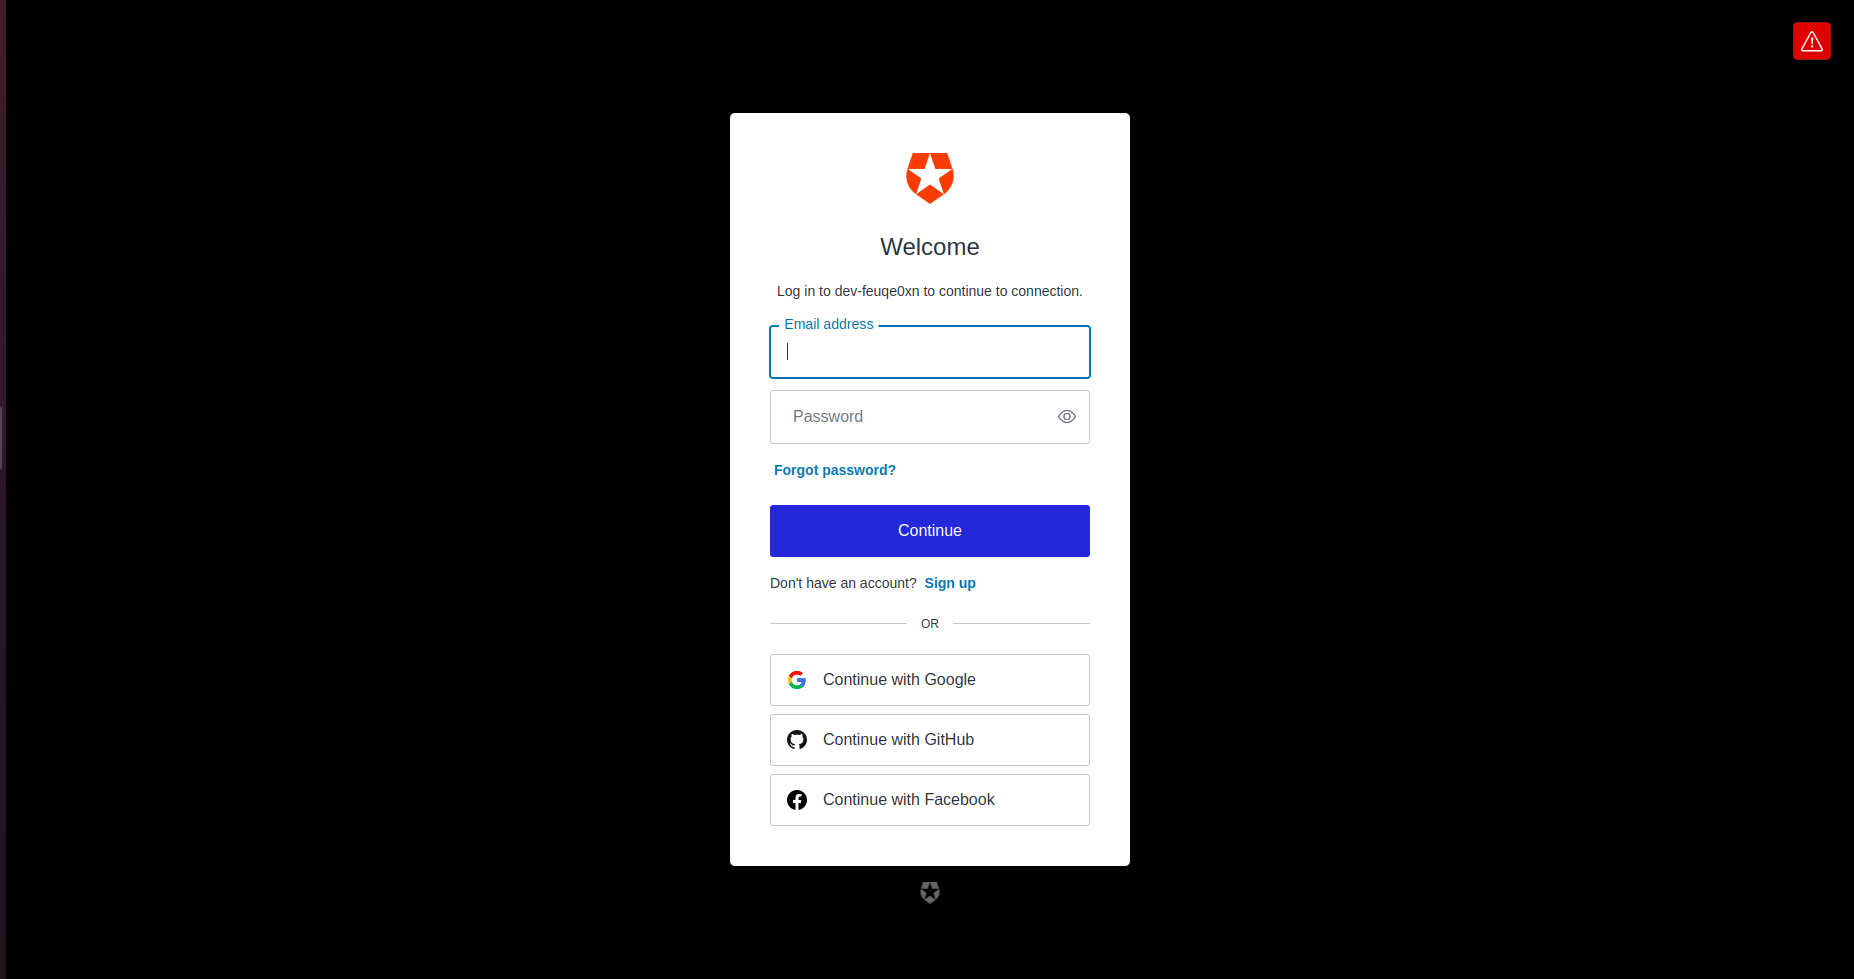 Welcome
Log in to dev-feuqe0xn to continue to connection.
Email address
Password
Forgot password?
Continue
Don't have an account? Sign up
OR
Continue with Google
Continue with GitHub
Continue with Facebook